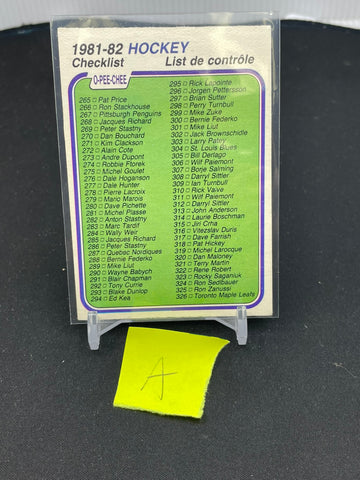 1981-82 HOCKEY
Checklist List de contrôle
O-PEE-CHEE
265 □ Pat Price
266 □ Ron Stackhouse
267 □ Pittsburgh Penguins
268 □ Jacques Richard
269 □ Peter Stastny
270 □ Dan Bouchard
271 □ Kim Clackson
272 □ Alain Cote
273 □ Andre Dupont
274 □ Robbie Ftorek
275 □ Michel Goulet
276 □ Dale Hoganson
277 □ Dale Hunter
278 □ Pierre Lacroix
279 □ Mario Marois
280 □ Dave Pichette
281 □ Michel Plasse
282 □ Anton Stastny
283 □ Marc Tardif
284 □ Wally Weir
285 □ Jacques Richard
286 □ Peter Stastny
287 □ Quebec Nordiques
288 □ Bernie Federko
289 □ Mike Liut
290 □ Wayne Babych
291 □ Blair Chapman
292 □ Tony Currie
293 □ Blake Dunlop
294 □ Ed Kea
295 □ Rick Lapointe
296 □ Jorgen Pettersson
297 □ Brian Sutter
298 □ Perry Turnbull
299 □ Mike Zuke
300 □ Bernie Federko
301 □ Mike Liut
302 □ Jack Brownschidle
303 □ Larry Patey
304 □ St. Louis Blues
305 □ Bill Derlago
306 □ Wilf Paiement
307 □ Borje Salming
308 □ Darryl Sittler
309 □ Ian Turnbull
310 □ Rick Vaive
311 □ Wilf Paiement
312 □ Darryl Sittler
313 □ John Anderson
314 □ Laurie Boschman
315 □ Jiri Crha
316 □ Vitezslav Duris
317 □ Dave Farrish
318 □ Pat Hickey
319 □ Michel Larocque
320 □ Dan Maloney
321 □ Terry Martin
322 □ Rene Robert
323 □ Rocky Saganiuk
324 □ Ron Sedlbauer
325 □ Ron Zanussi
326 □ Toronto Maple Leafs
A